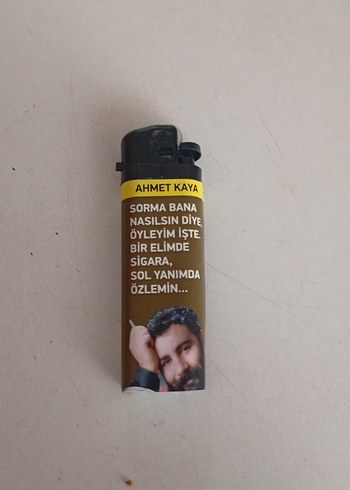 AHMET KAYA
SORMA BANA
NASILSIN DİYE,
ÖYLEYİM İŞTE.
BİR ELİMDE
SİGARA,
SOL YANIMDA
ÖZLEMİN...